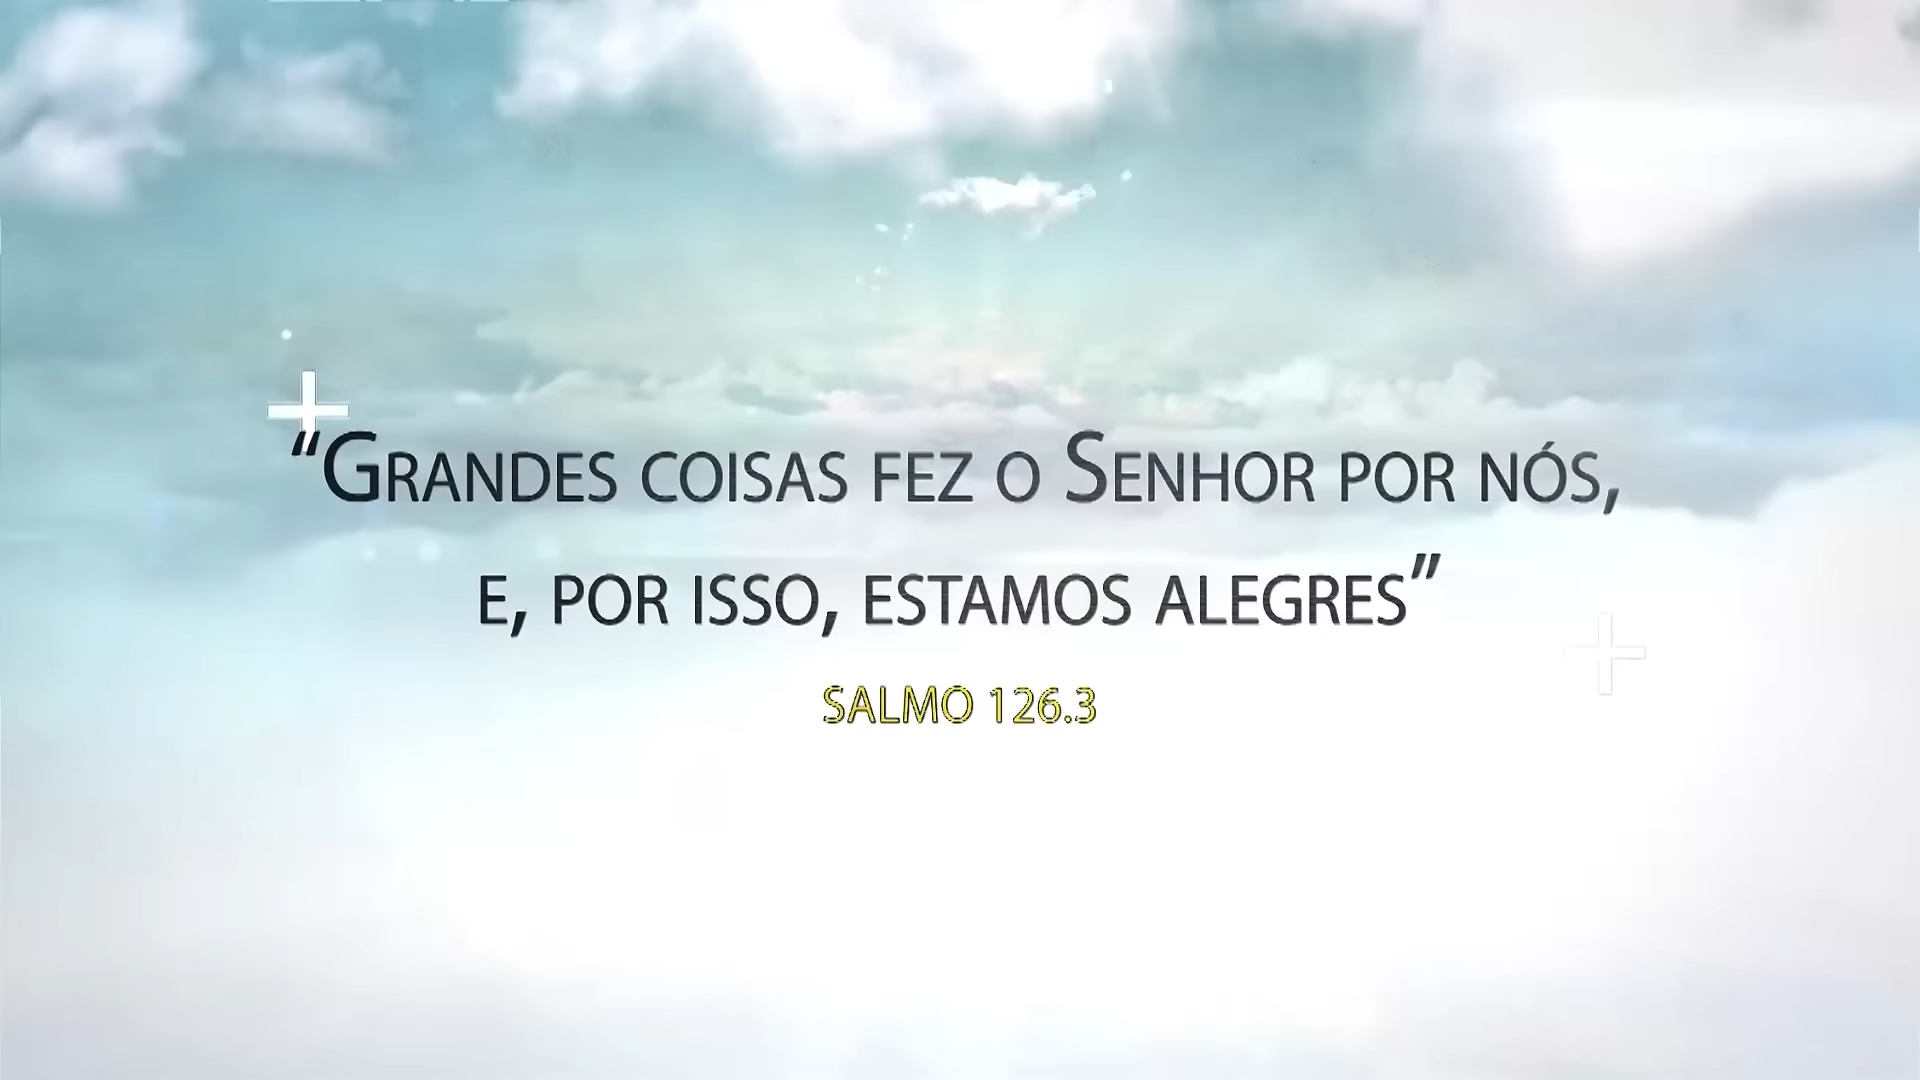 “Grandes coisas fez o Senhor por nós,
e, por isso, estamos alegres”
SALMO 126.3